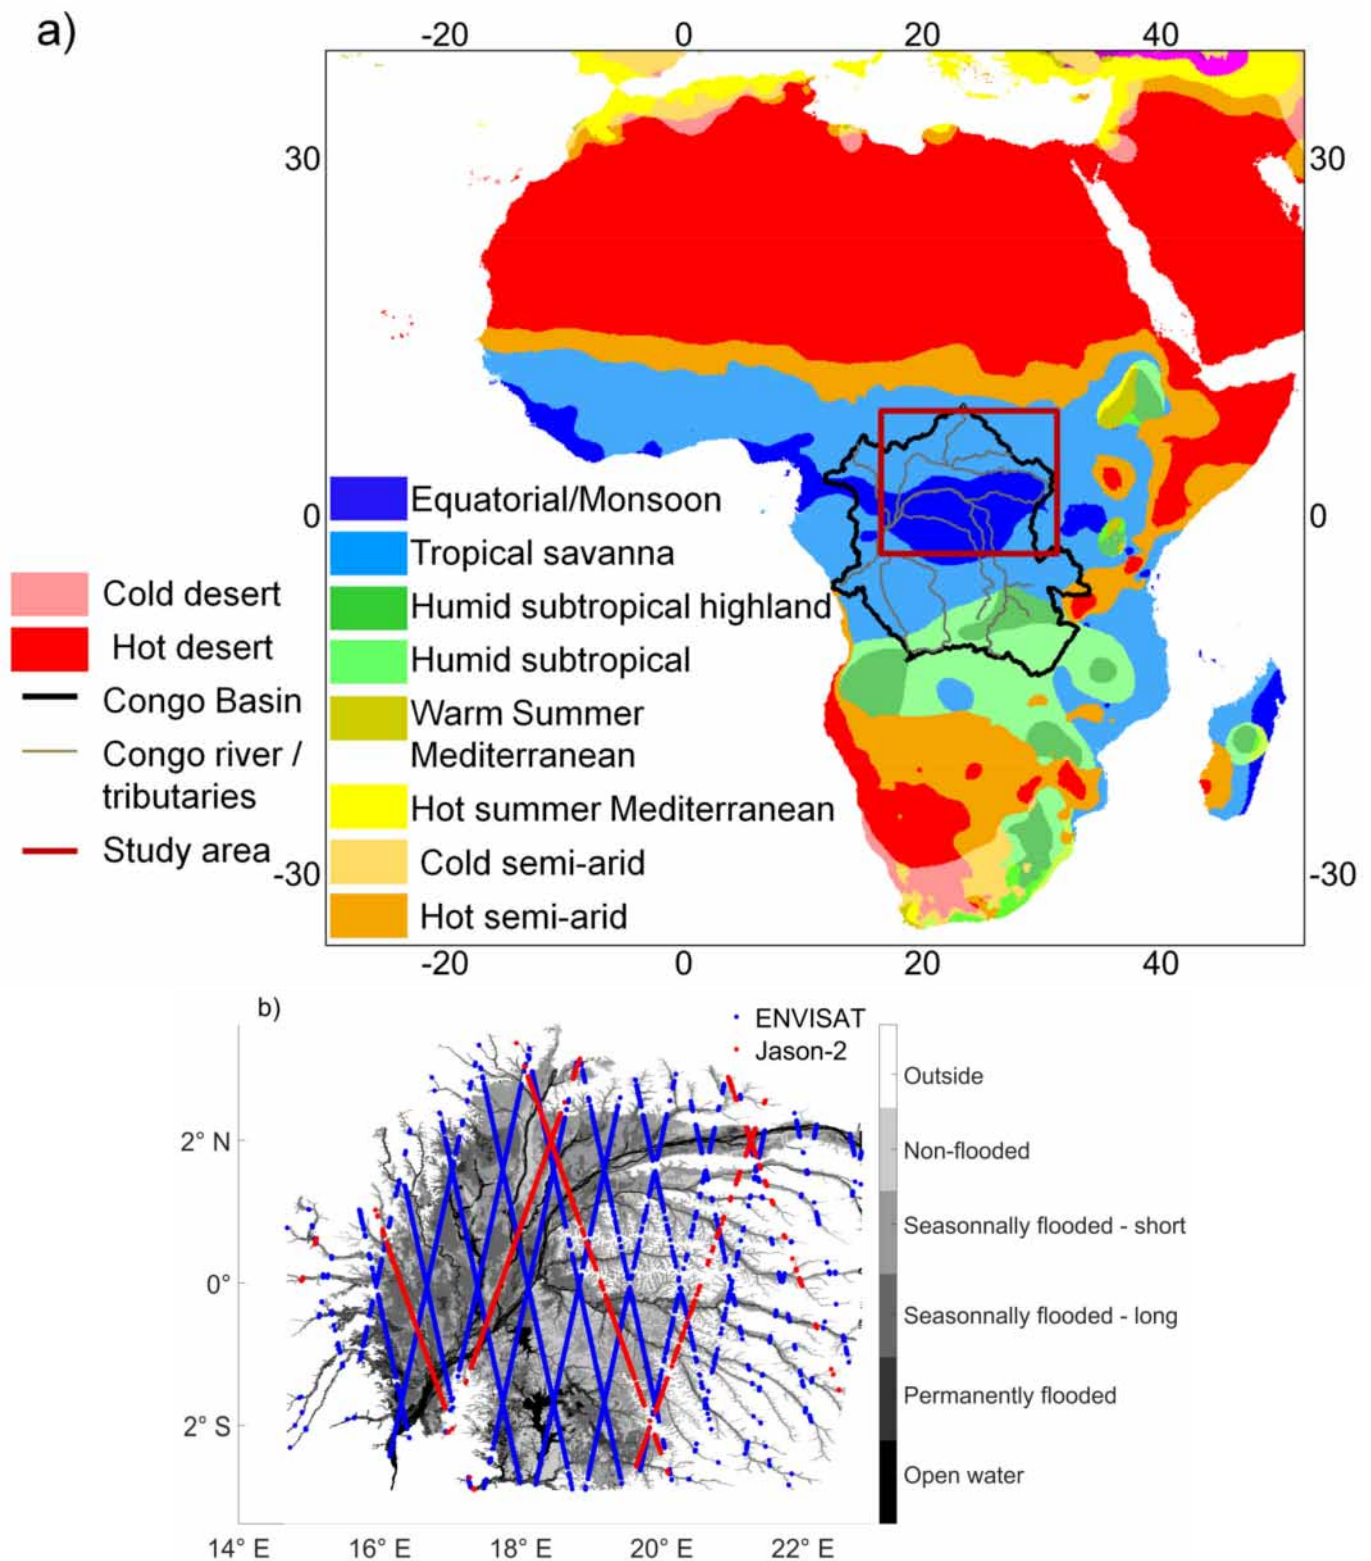 a)
-20 0 20 40
30 30
0 0
-30 -30
Equatorial/Monsoon
Tropical savanna
Humid subtropical highland
Humid subtropical
Warm Summer
Mediterranean
Hot summer Mediterranean
Cold semi-arid
Hot semi-arid
Cold desert
Hot desert
Congo Basin
Congo river /
tributaries
Study area
-20 0 20 40
b)
ENVISAT
Jason-2
2° N
0°
2° S
14° E 16° E 18° E 20° E 22° E
Outside
Non-flooded
Seasonnally flooded - short
Seasonnally flooded - long
Permanently flooded
Open water